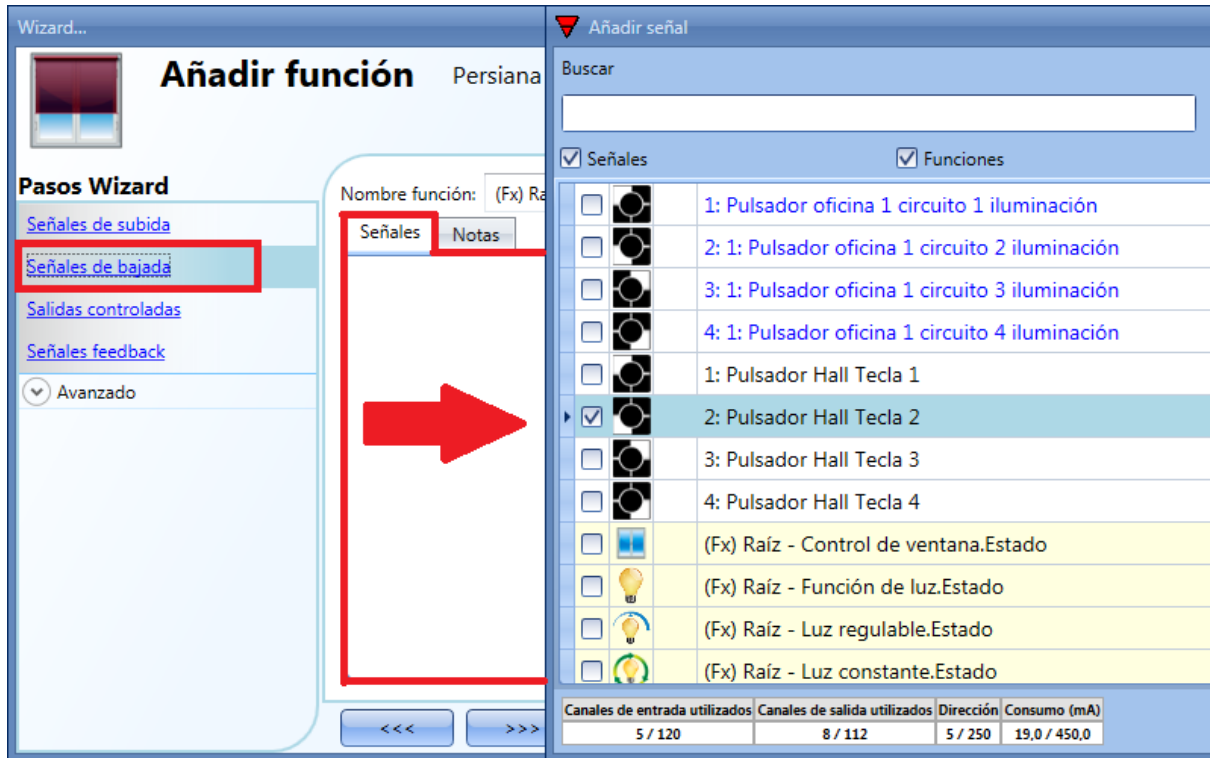 Wizard...
Añadir función
Persiana
Pasos Wizard
Señales de subida
Señales de bajada
Salidas controladas
Señales feedback
Avanzado
Nombre función: (Fx) Ra
Señales
Notas
<<<
>>>
Añadir señal
Buscar
Señales
Funciones
1: Pulsador oficina 1 circuito 1 iluminación
2: 1: Pulsador oficina 1 circuito 2 iluminación
3: 1: Pulsador oficina 1 circuito 3 iluminación
4: 1: Pulsador oficina 1 circuito 4 iluminación
1: Pulsador Hall Tecla 1
2: Pulsador Hall Tecla 2
3: Pulsador Hall Tecla 3
4: Pulsador Hall Tecla 4
(Fx) Raíz - Control de ventana.Estado
(Fx) Raíz - Función de luz.Estado
(Fx) Raíz - Luz regulable.Estado
(Fx) Raíz - Luz constante.Estado
Canales de entrada utilizados Canales de salida utilizados Dirección Consumo (mA)
5 / 120 8 / 112 5 / 250 19,0 / 450,0